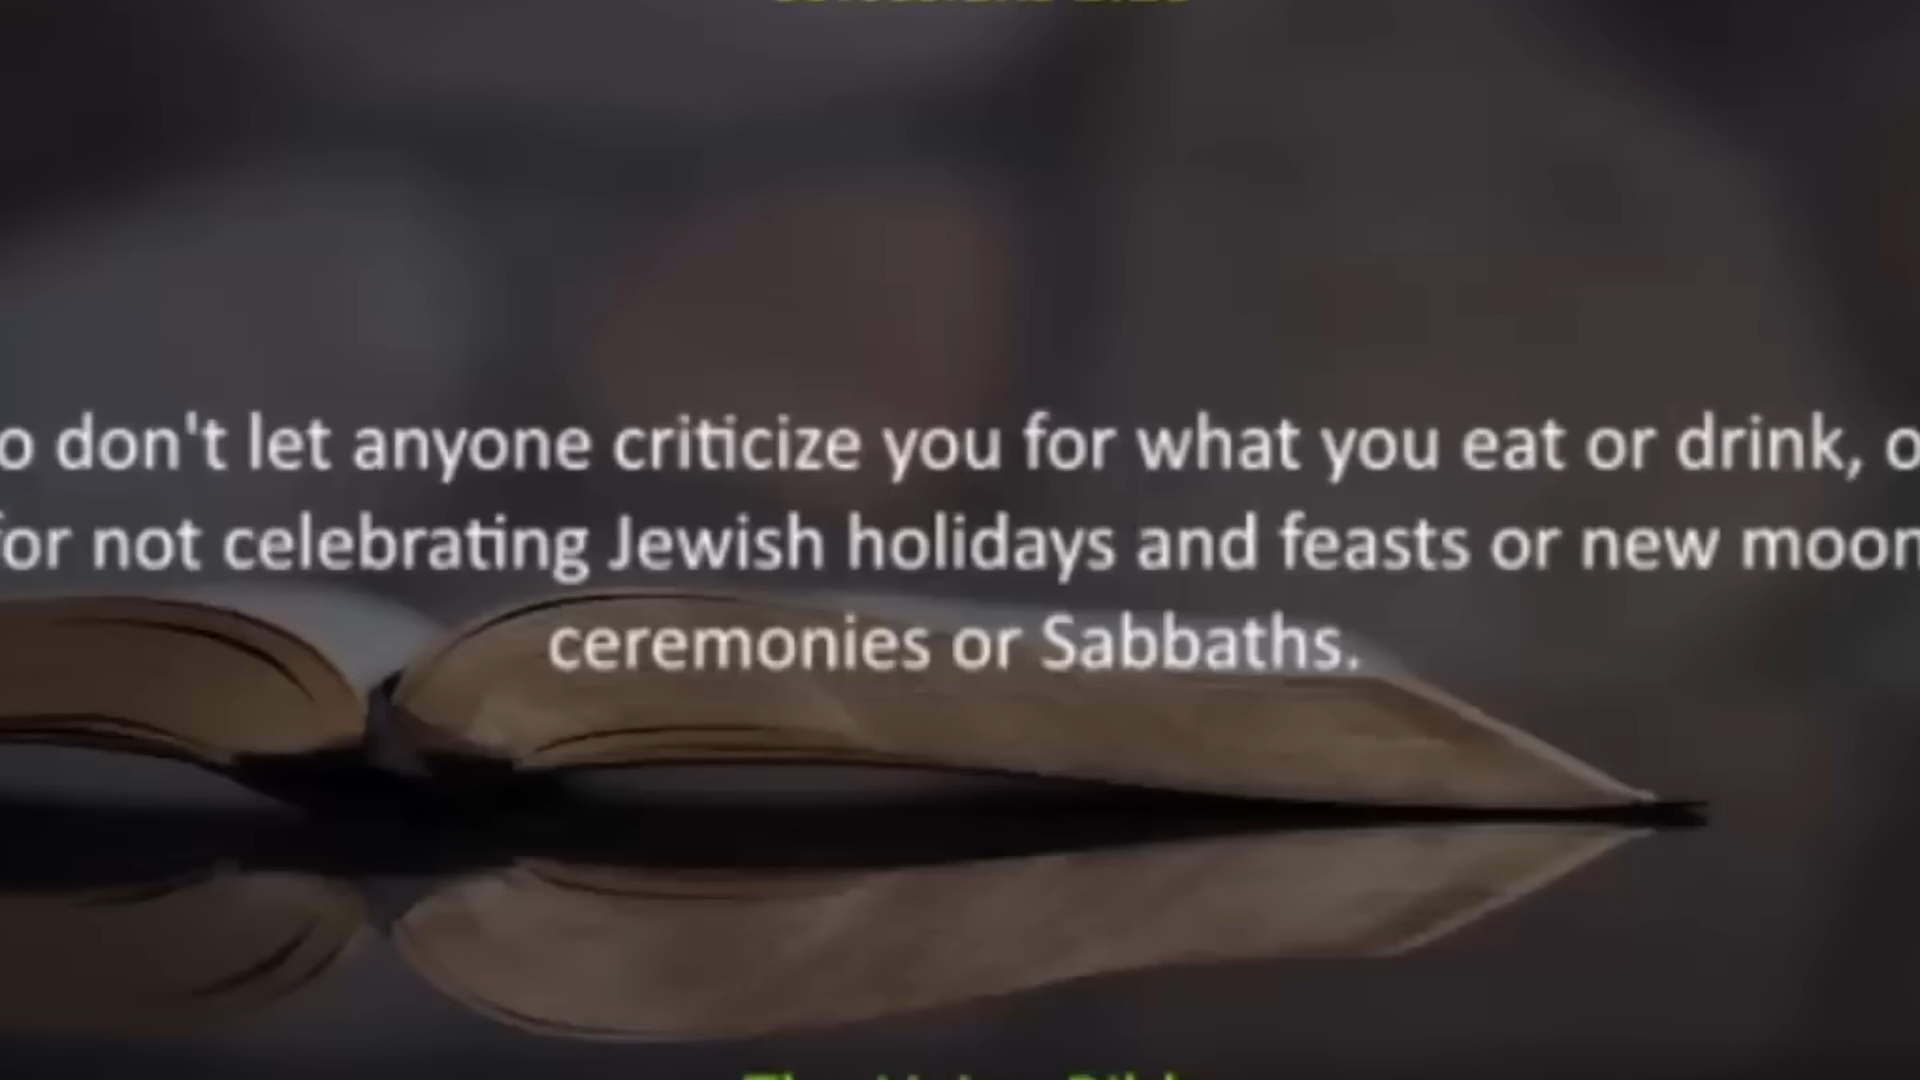 o don't let anyone criticize you for what you eat or drink, o
for not celebrating Jewish holidays and feasts or new moon
ceremonies or Sabbaths.